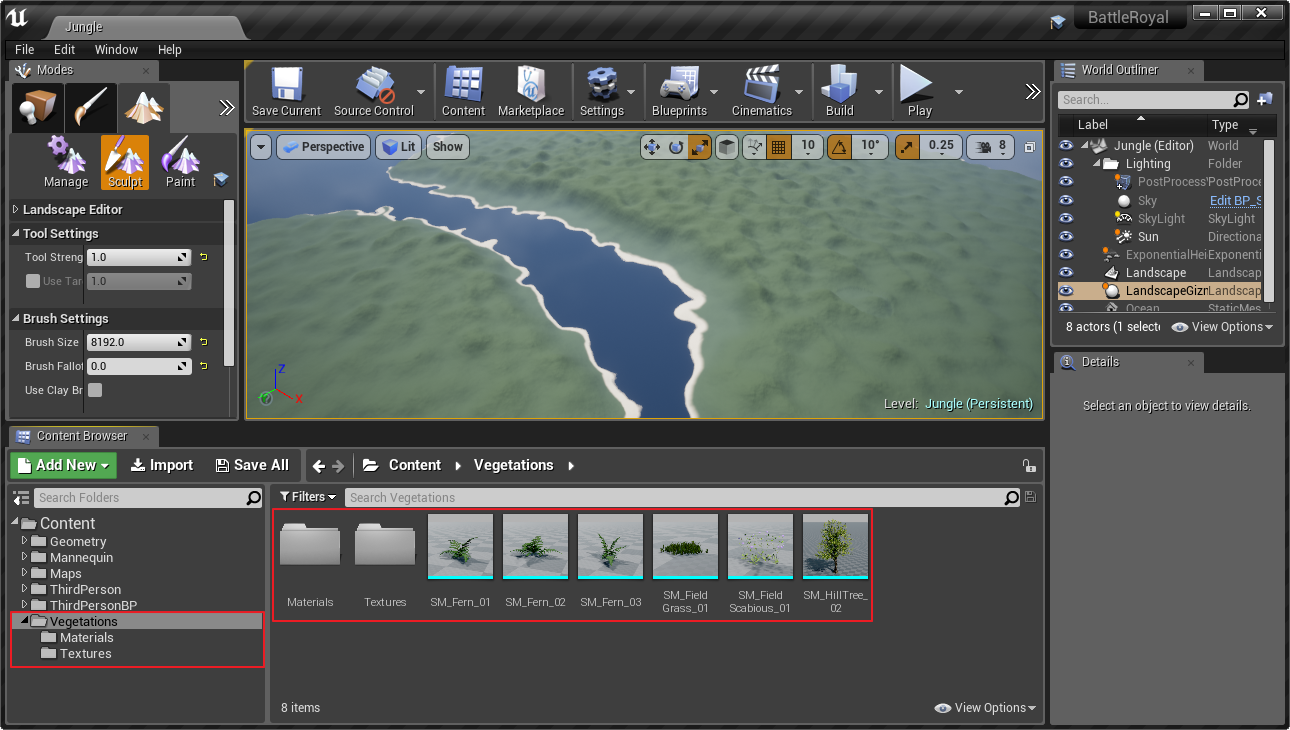 Jungle
BattleRoyal
File Edit Window Help
Modes
Manage Sculpt Paint
Landscape Editor
Tool Settings
Tool Streng 1.0
Use Tar 1.0
Brush Settings
Brush Size 8192.0
Brush Fallof 0.0
Use Clay Br
Save Current Source Control Content Marketplace Settings Blueprints Cinematics Build Play
Perspective Lit Show 10 10° 0.25 8
Z
X
Level: Jungle (Persistent)
World Outliner
Search...
Label Type
Jungle (Editor) World
Lighting Folder
PostProcessV PostProce
Sky Edit BP_S
SkyLight SkyLight
Sun Directiona
ExponentialHei Exponenti
Landscape Landscap
LandscapeGizm Landscap
Ocean StaticMes
8 actors (1 selecte View Options
Details
Select an object to view details.
Content Browser
Add New Import Save All Content Vegetations
Search Folders
Content
Geometry
Mannequin
Maps
ThirdPerson
ThirdPersonBP
Vegetations
Materials
Textures
Filters Search Vegetations
Materials
Textures
SM_Fern_01
SM_Fern_02
SM_Fern_03
SM_Field
Grass_01
SM_Field
Scabious_01
SM_HillTree_
02
8 items View Options